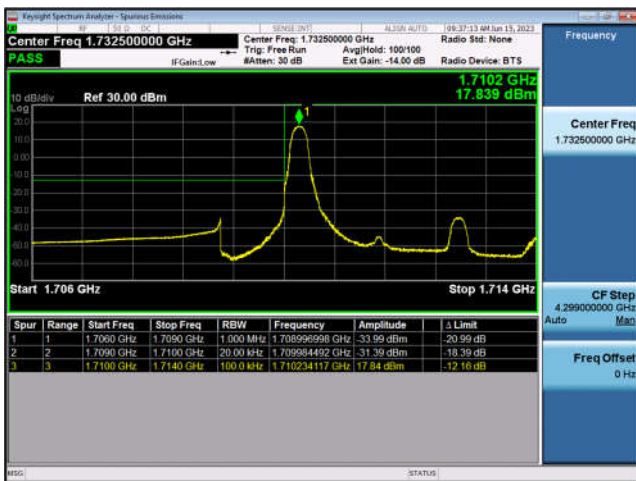 Keysight Spectrum Analyzer - Spurious Emissions
RF 50 Ω DC SENSE:INT ALIGN AUTO 09:37:13 AM Jun 15, 2023
Center Freq 1.732500000 GHz
PASS
IFGain:Low
Center Freq: 1.732500000 GHz
Trig: Free Run Avg|Hold: 100/100
#Atten: 30 dB Ext Gain: -14.00 dB
Radio Std: None
Radio Device: BTS
Frequency
1.7102 GHz
17.839 dBm
10 dB/div Ref 30.00 dBm
Log
1
20.0
10.0
0.00
-10.0
-20.0
-30.0
-40.0
-50.0
-60.0
Start 1.706 GHz Stop 1.714 GHz
Center Freq
1.732500000 GHz
CF Step
4.299000000 GHz
Auto Man
Freq Offset
0 Hz
Spur Range Start Freq Stop Freq RBW Frequency Amplitude Δ Limit
1 1 1.7060 GHz 1.7090 GHz 1.000 MHz 1.708996998 GHz -33.99 dBm -20.99 dB
2 2 1.7090 GHz 1.7100 GHz 20.00 kHz 1.709984492 GHz -31.39 dBm -18.39 dB
3 3 1.7100 GHz 1.7140 GHz 100.0 kHz 1.710234117 GHz 17.84 dBm -12.16 dB
MSG STATUS